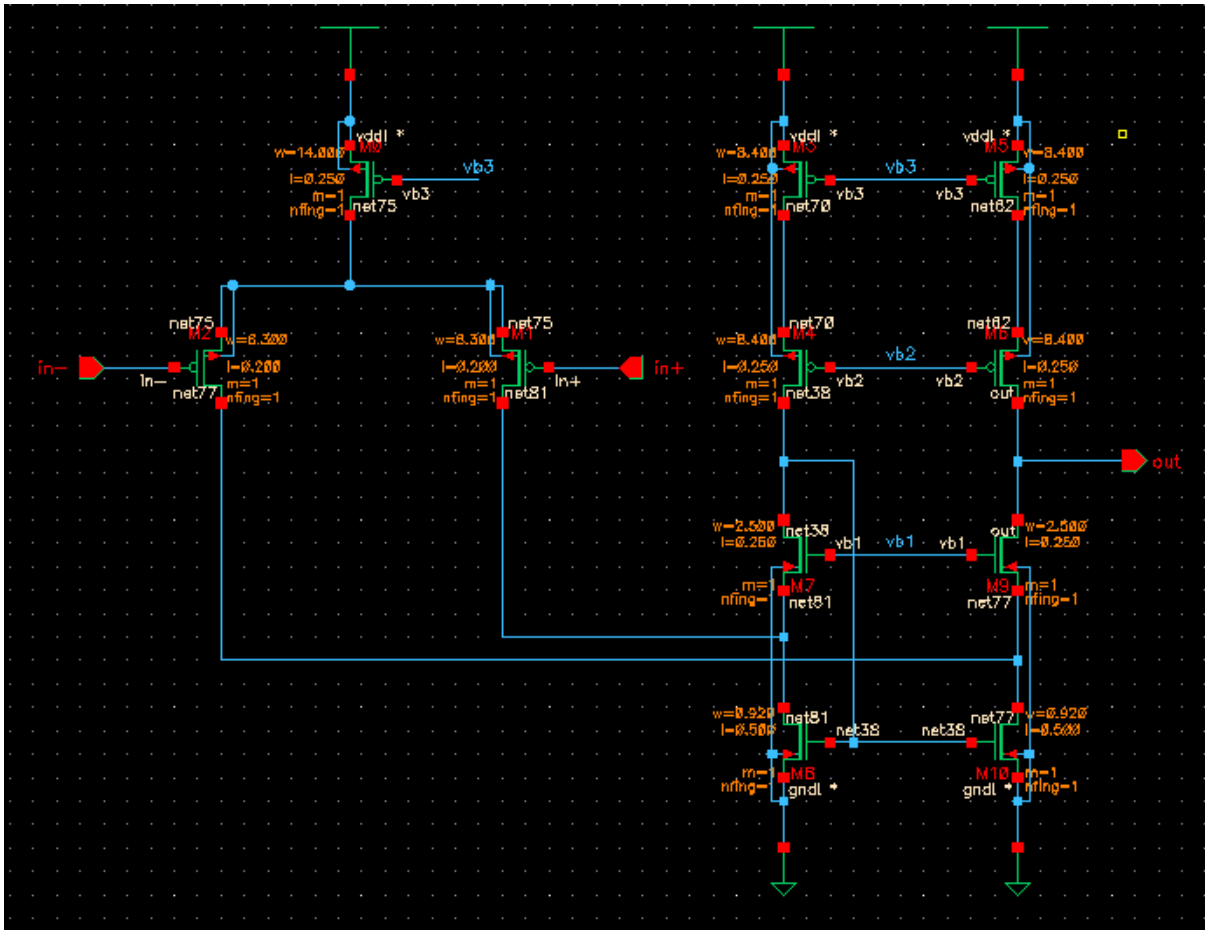 vddl *
M0
w=14.000
l=0.250
m=1
nfing=1
vb3
vb3
net75
vddl *
w=8.400
l=0.250
m=1
nfing=1
vb3
net70
vb3
vddl *
M5
w=8.400
l=0.250
m=1
nfing=1
vb3
net82
net75
M2
w=6.300
l=0.200
m=1
nfing=1
in-
in-
net77
net75
M1
w=6.300
l=0.200
m=1
nfing=1
in+
in+
net81
net70
M4
w=8.400
l=0.250
m=1
nfing=1
vb2
net38
vb2
net82
w=8.400
l=0.250
m=1
nfing=1
vb2
out
out
w=2.500
l=0.250
net38
vb1
m=1
nfing=1
M7
net81
vb1
vb1
out
w=2.500
l=0.250
M9
m=1
nfing=1
net77
w=0.920
l=0.500
net81
net38
m=1
nfing=1
gndl *
net38
net77
w=0.920
l=0.500
M10
m=1
nfing=1
gndl *